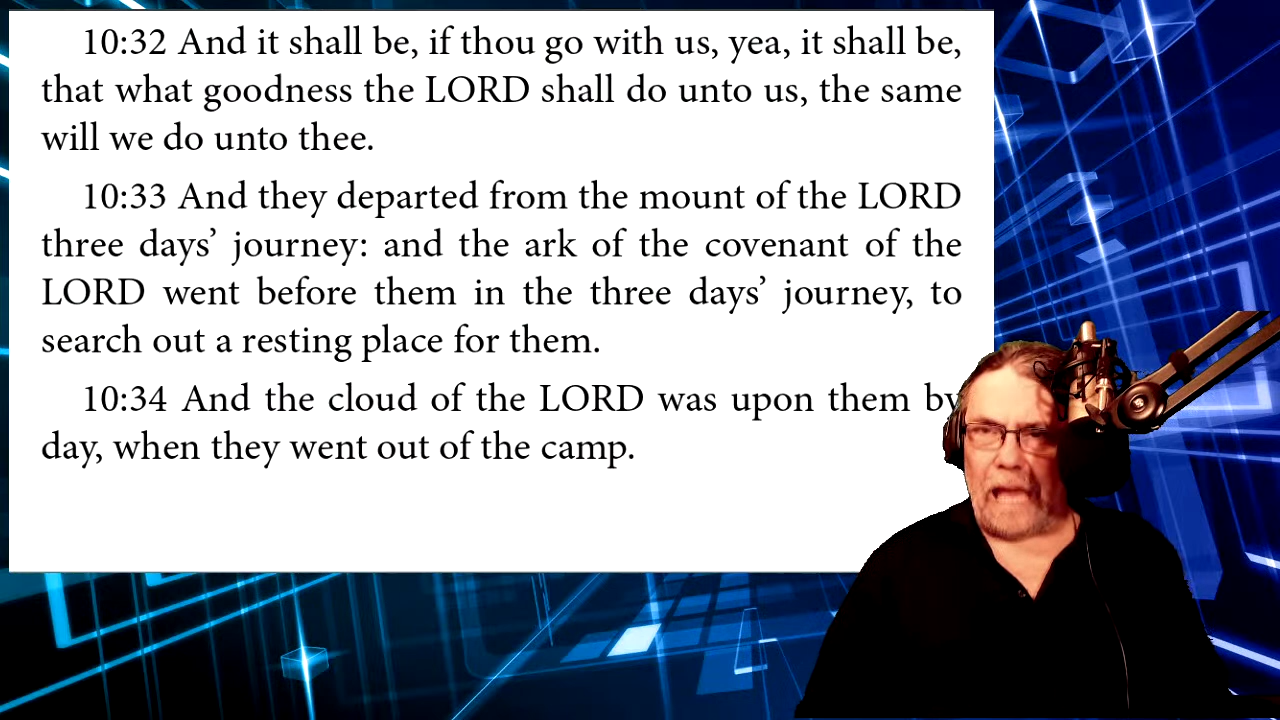 10:32 And it shall be, if thou go with us, yea, it shall be,
that what goodness the LORD shall do unto us, the same
will we do unto thee.
10:33 And they departed from the mount of the LORD
three days’ journey: and the ark of the covenant of the
LORD went before them in the three days’ journey, to
search out a resting place for them.
10:34 And the cloud of the LORD was upon them by
day, when they went out of the camp.